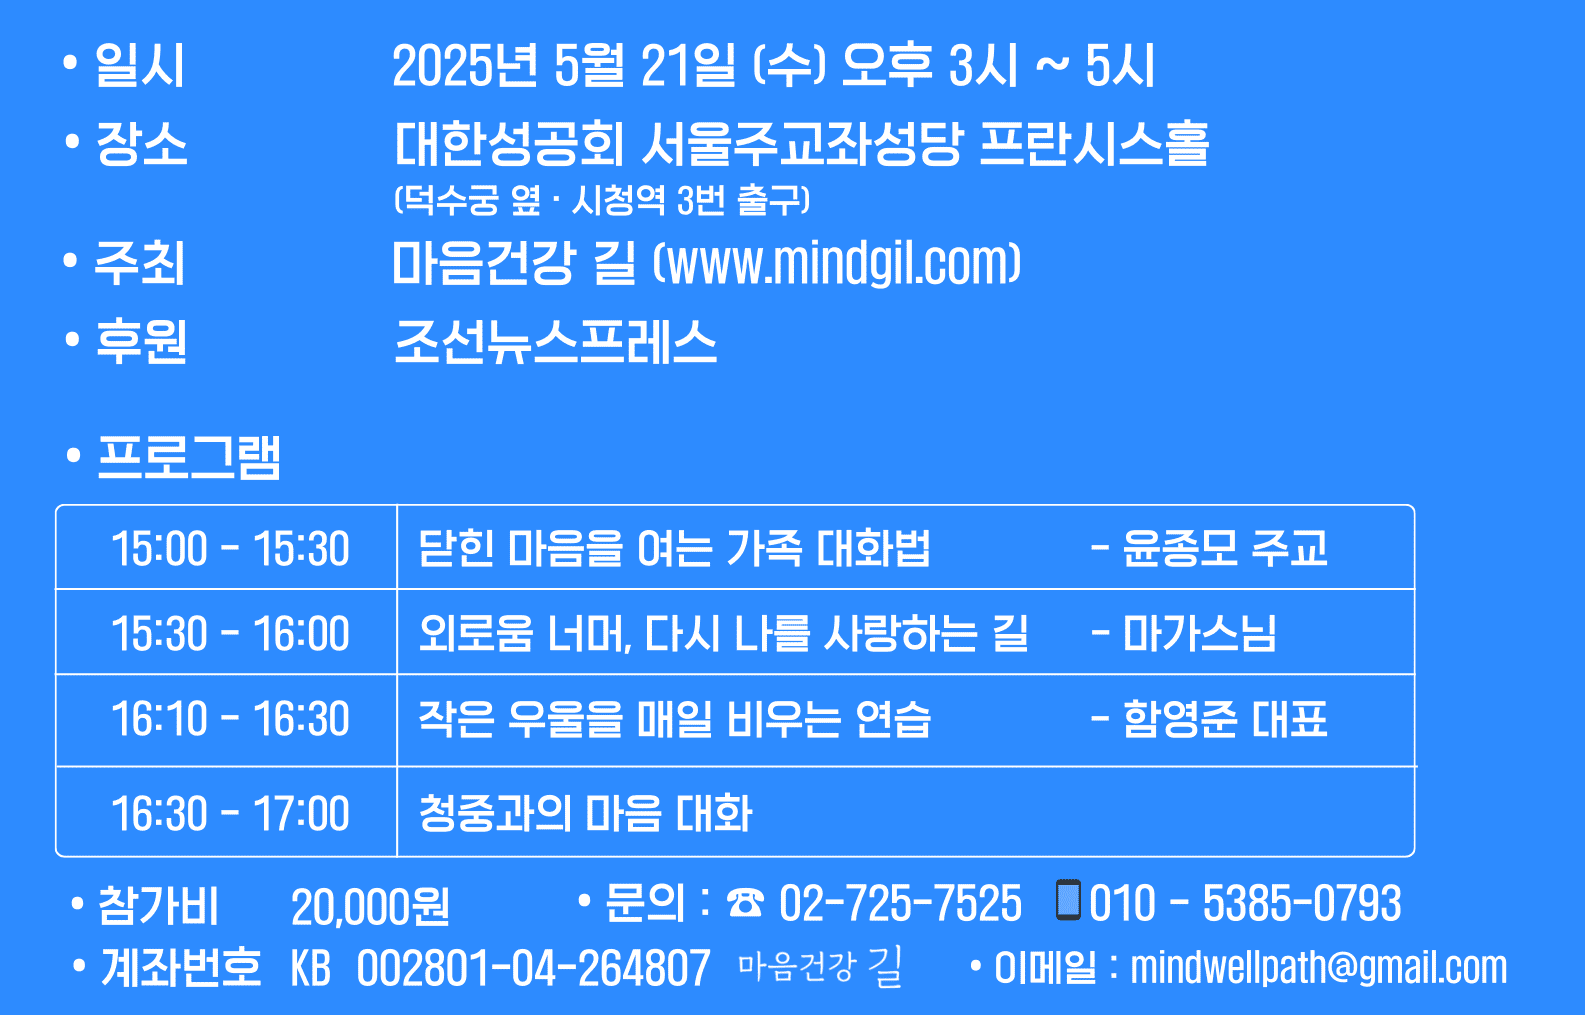 • 일시 2025년 5월 21일 (수) 오후 3시 ~ 5시
• 장소 대한성공회 서울주교좌성당 프란시스홀
(덕수궁 옆 · 시청역 3번 출구)
• 주최 마음건강 길 (www.mindgil.com)
• 후원 조선뉴스프레스
• 프로그램
15:00 - 15:30 닫힌 마음을 여는 가족 대화법 - 윤종모 주교
15:30 - 16:00 외로움 너머, 다시 나를 사랑하는 길 - 마가스님
16:10 - 16:30 작은 우울을 매일 비우는 연습 - 함영준 대표
16:30 - 17:00 청중과의 마음 대화
• 참가비 20,000원 • 문의 : ☎ 02-725-7525 📱010 - 5385-0793
• 계좌번호 KB 002801-04-264807 마음건강 길 • 이메일 : mindwellpath@gmail.com